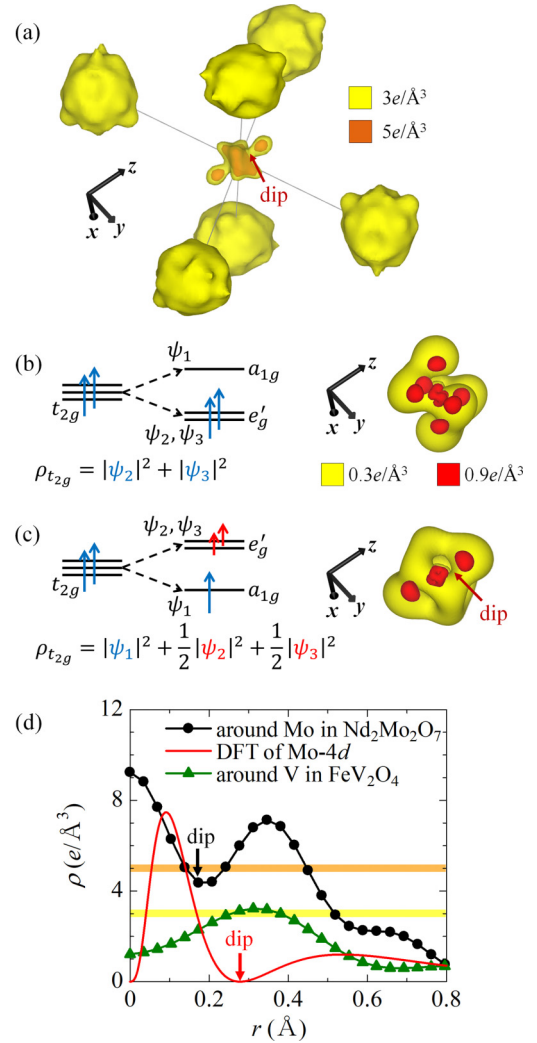 (a)
3e/Å³
5e/Å³
dip
z
x y
(b)
ψ₁
a₁g
t₂g
e′g
ψ₂,ψ₃
z
x y
ρt₂g = |ψ₂|² + |ψ₃|²
0.3e/Å³ 0.9e/Å³
(c)
ψ₂,ψ₃
e′g
t₂g
a₁g
ψ₁
z
x y
dip
ρt₂g = |ψ₁|² + 1/2|ψ₂|² + 1/2|ψ₃|²
(d)
12
around Mo in Nd₂Mo₂O₇
DFT of Mo-4d
around V in FeV₂O₄
8
dip
ρ (e/Å³)
4
dip
0
0.0 0.2 0.4 0.6 0.8
r (Å)